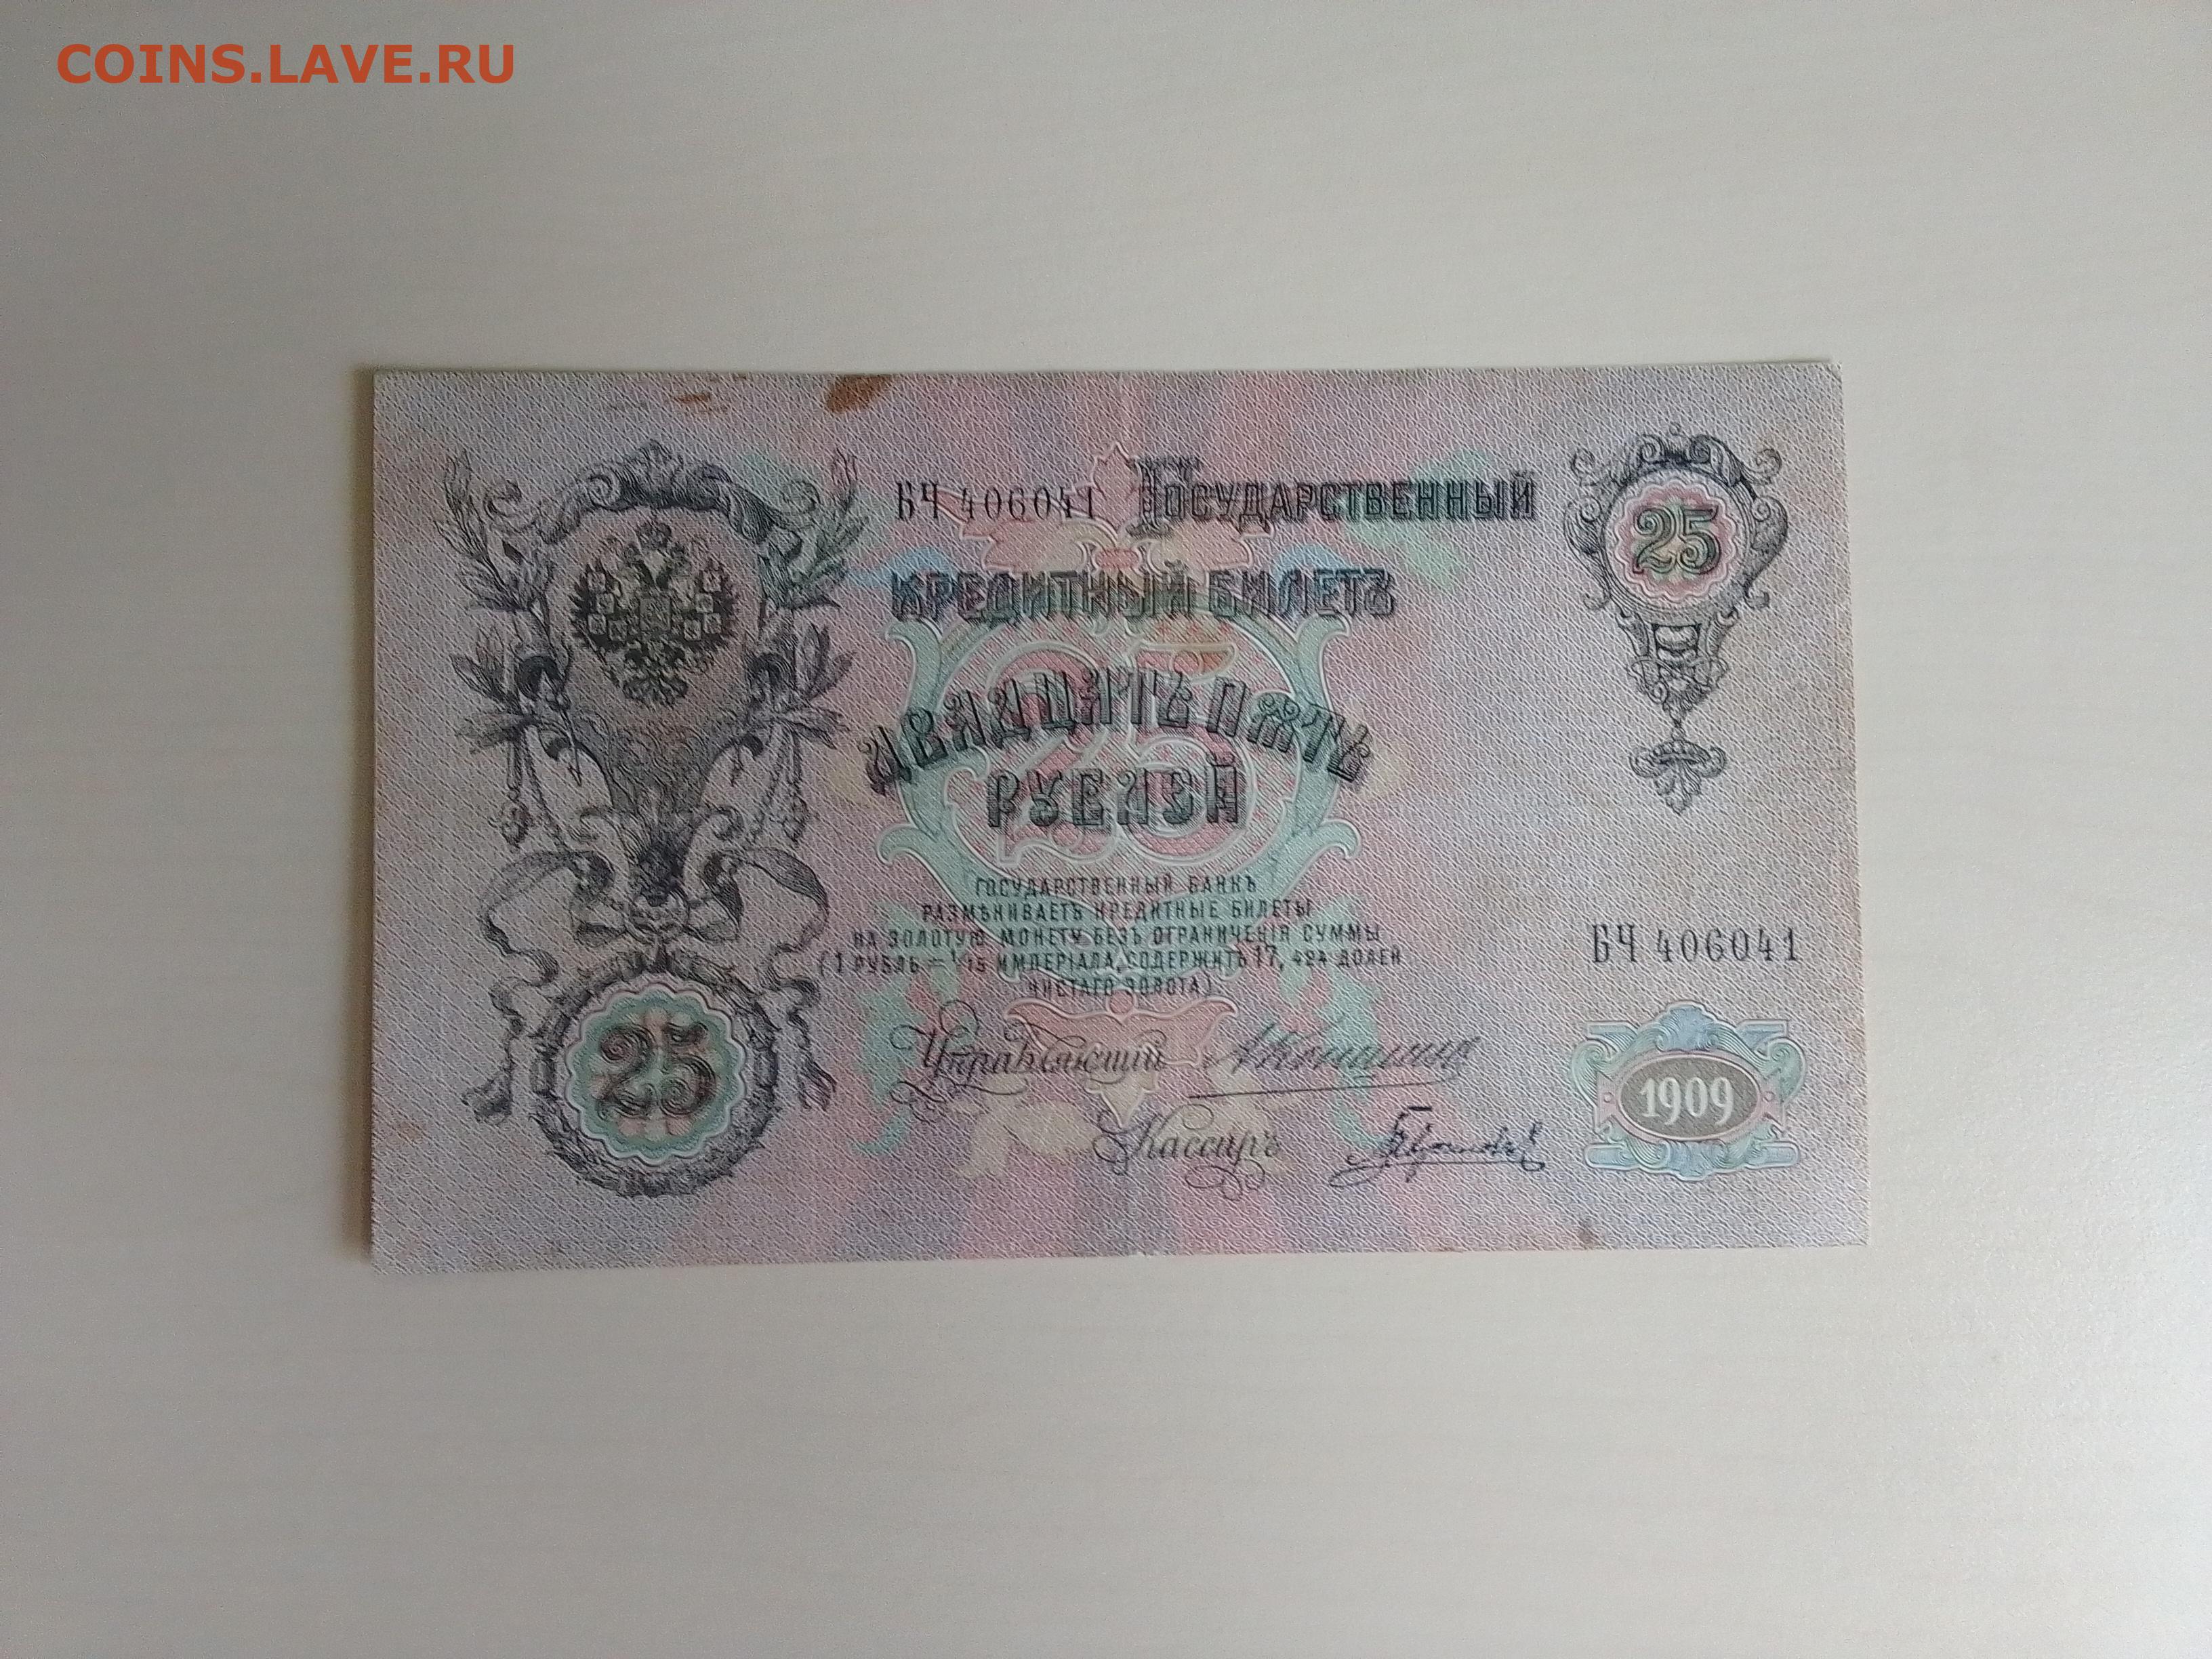 COINS.LAVE.RU
БЧ 406041 ГОСУДАРСТВЕННЫЙ
КРЕДИТНЫЙ БИЛЕТЪ
25
25
ДВАДЦАТЬ ПЯТЬ
РУБЛЕЙ
ГОСУДАРСТВЕННЫЙ БАНКЪ
РАЗМѢНИВАЕТЪ КРЕДИТНЫЕ БИЛЕТЫ
НА ЗОЛОТУЮ МОНЕТУ БЕЗЪ ОГРАНИЧЕНІЯ СУММЫ
(1 РУБЛЬ = 1/15 ИМПЕРІАЛА, СОДЕРЖИТЪ 17,424 ДОЛЕЙ
ЧИСТАГО ЗОЛОТА).
БЧ 406041
25
Управляющій
Кассиръ
1909